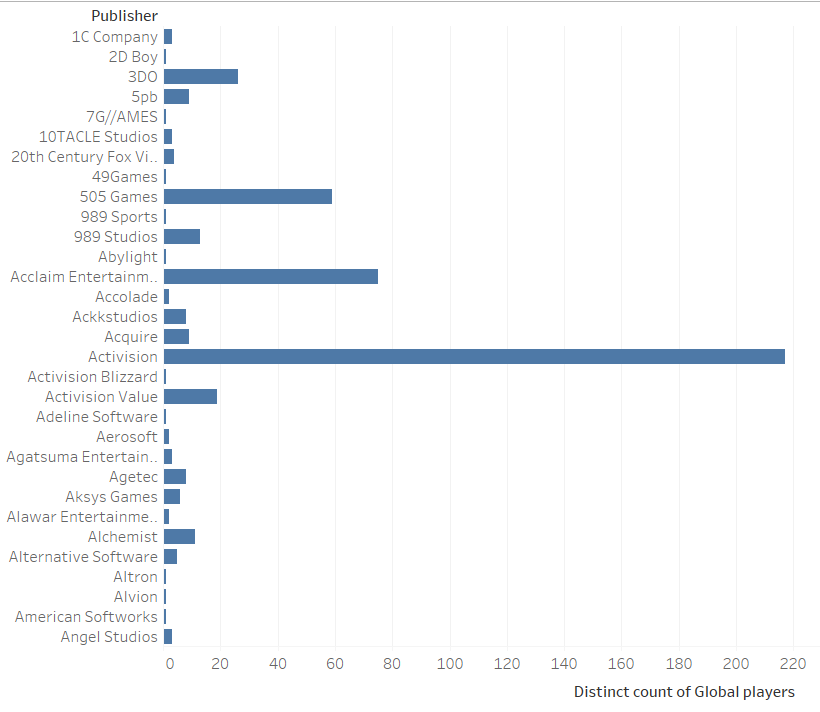 Publisher
1C Company
2D Boy
3DO
5pb
7G//AMES
10TACLE Studios
20th Century Fox Vi..
49Games
505 Games
989 Sports
989 Studios
Abylight
Acclaim Entertainm..
Accolade
Ackkstudios
Acquire
Activision
Activision Blizzard
Activision Value
Adeline Software
Aerosoft
Agatsuma Entertain..
Agetec
Aksys Games
Alawar Entertainme..
Alchemist
Alternative Software
Altron
Alvion
American Softworks
Angel Studios
0 20 40 60 80 100 120 140 160 180 200 220
Distinct count of Global players